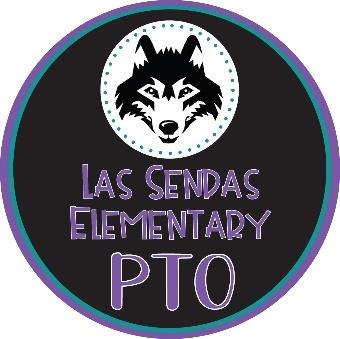 LAS SENDAS
ELEMENTARY
PTO